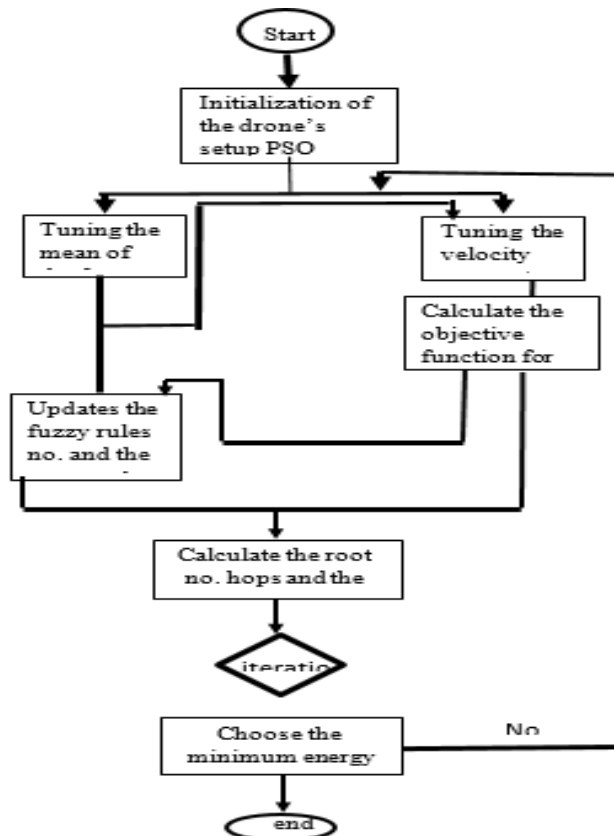 Start
Initialization of
the drone's
setup PSO
Tuning the
mean of
Tuning the
velocity
Calculate the
objective
function for
Updates the
fuzzy rules
no. and the
Calculate the root
no. hops and the
iteratio
Choose the
minimum energy
No
end